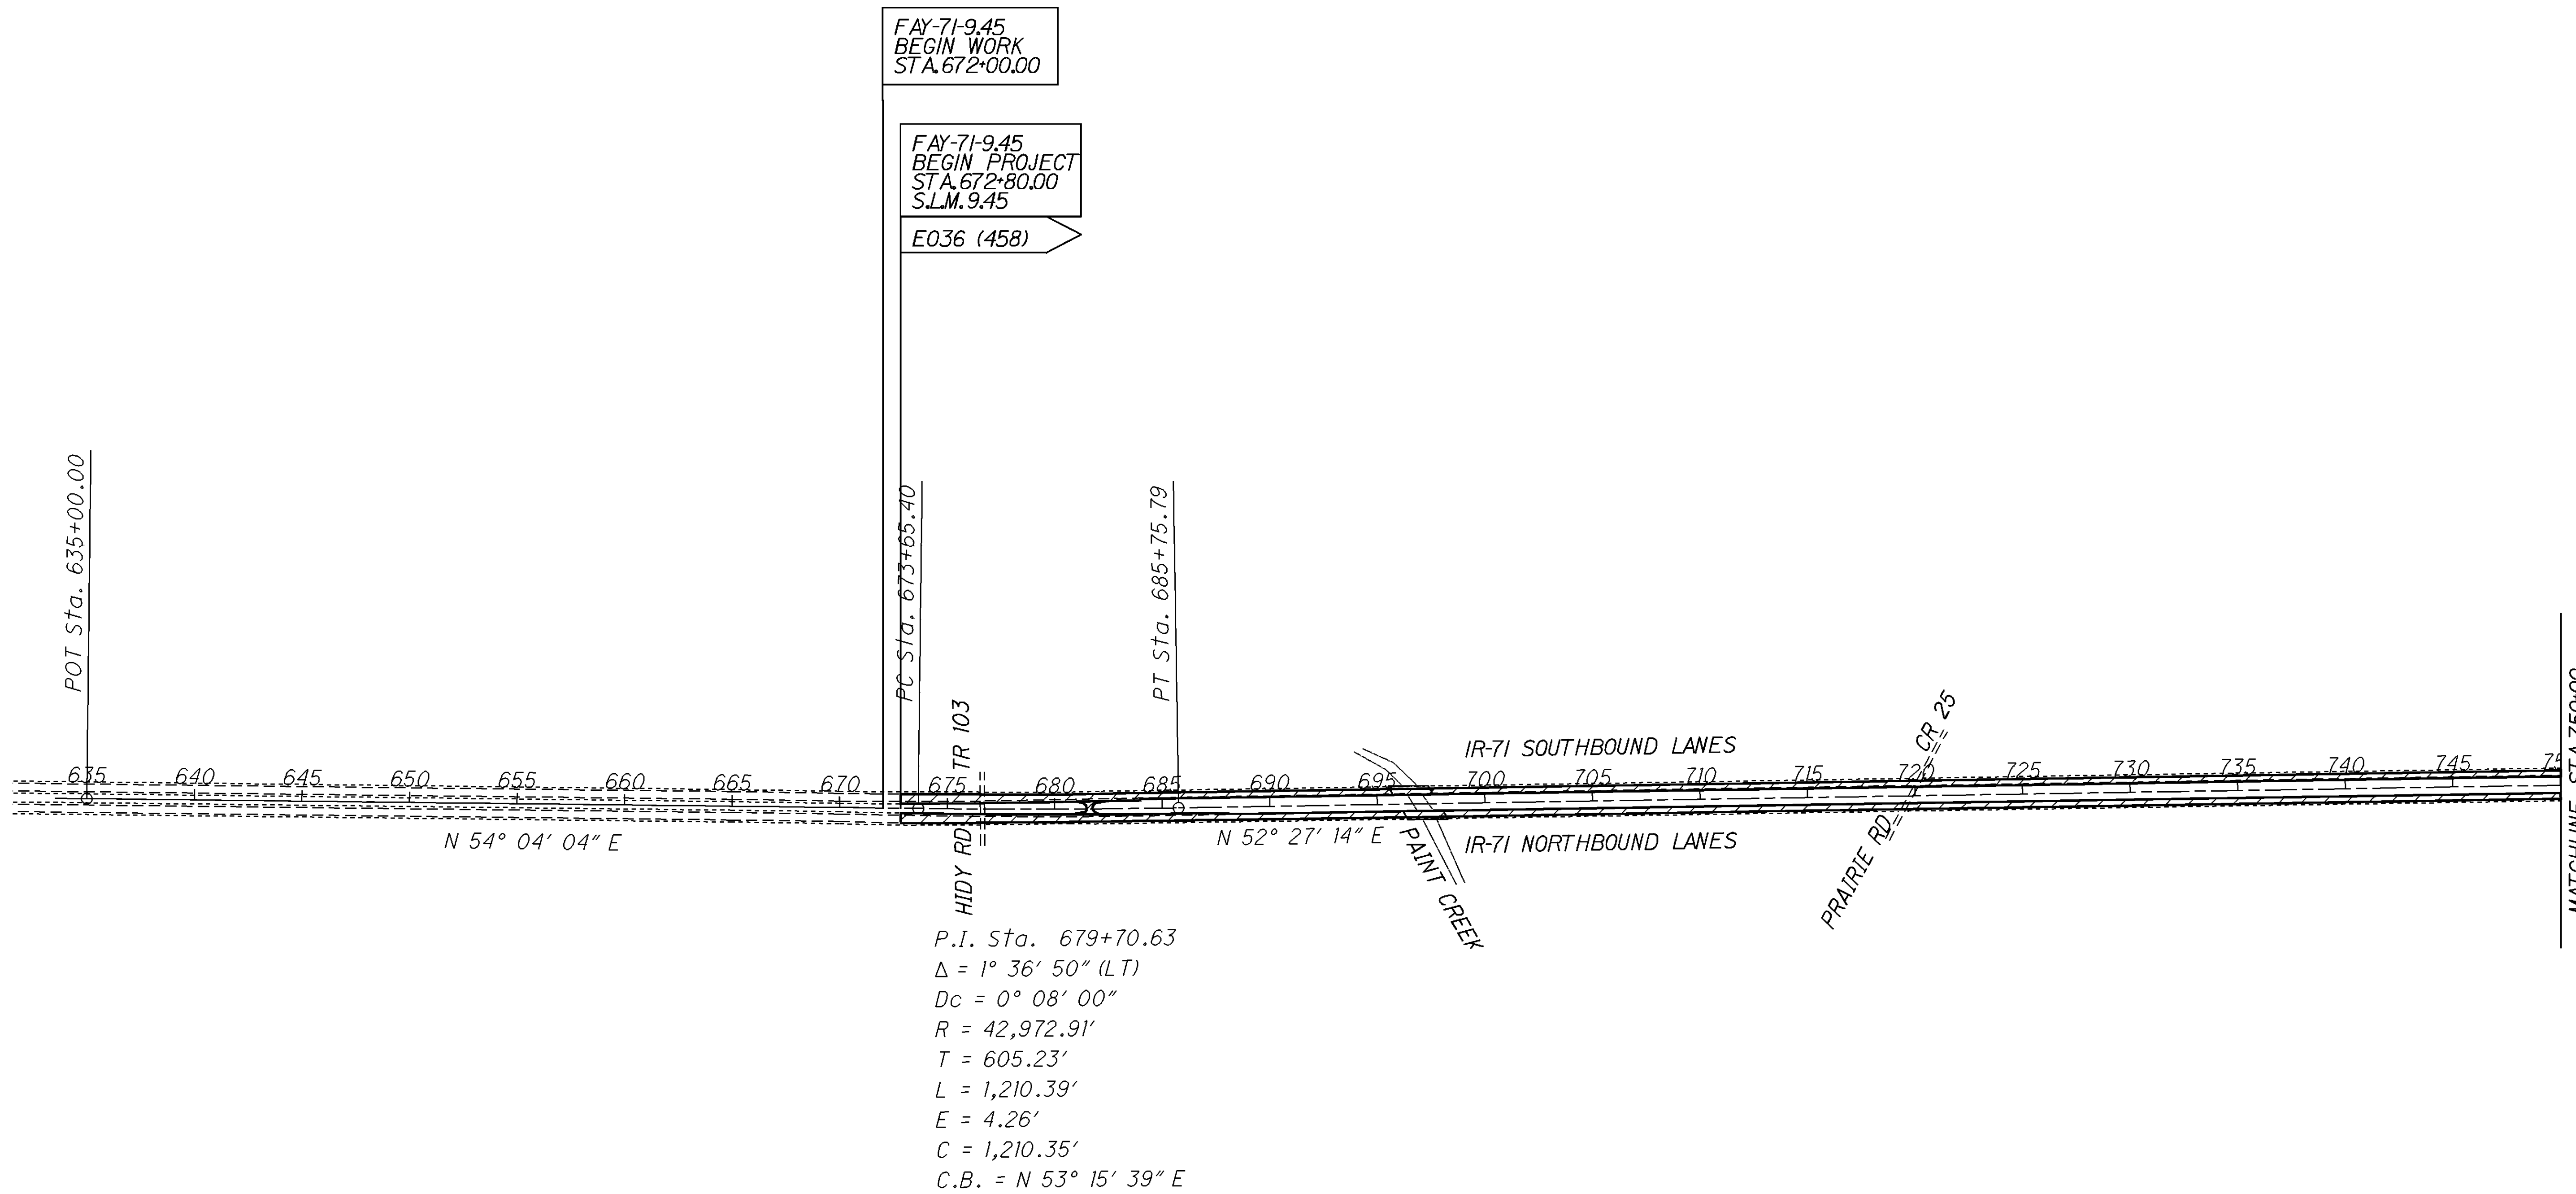 FAY-71-9.45
BEGIN WORK
STA.672+00.00
FAY-71-9.45
BEGIN PROJECT
STA.672+80.00
S.L.M.9.45
E036 (458)
POT Sta. 635+00.00
PC Sta. 673+65.40
PT Sta. 685+75.79
HIDY RD TR 103
IR-71 SOUTHBOUND LANES
PRAIRIE RD CR 25
635 640 645 650 655 660 665 670 675 680 685 690 695 700 705 710 715 720 725 730 735 740 745
N 54° 04' 04" E
N 52° 27' 14" E
PAINT CREEK
IR-71 NORTHBOUND LANES
MATCHLINE STA.750+00
P.I. Sta. 679+70.63
Δ = 1° 36' 50" (LT)
Dc = 0° 08' 00"
R = 42,972.91'
T = 605.23'
L = 1,210.39'
E = 4.26'
C = 1,210.35'
C.B. = N 53° 15' 39" E